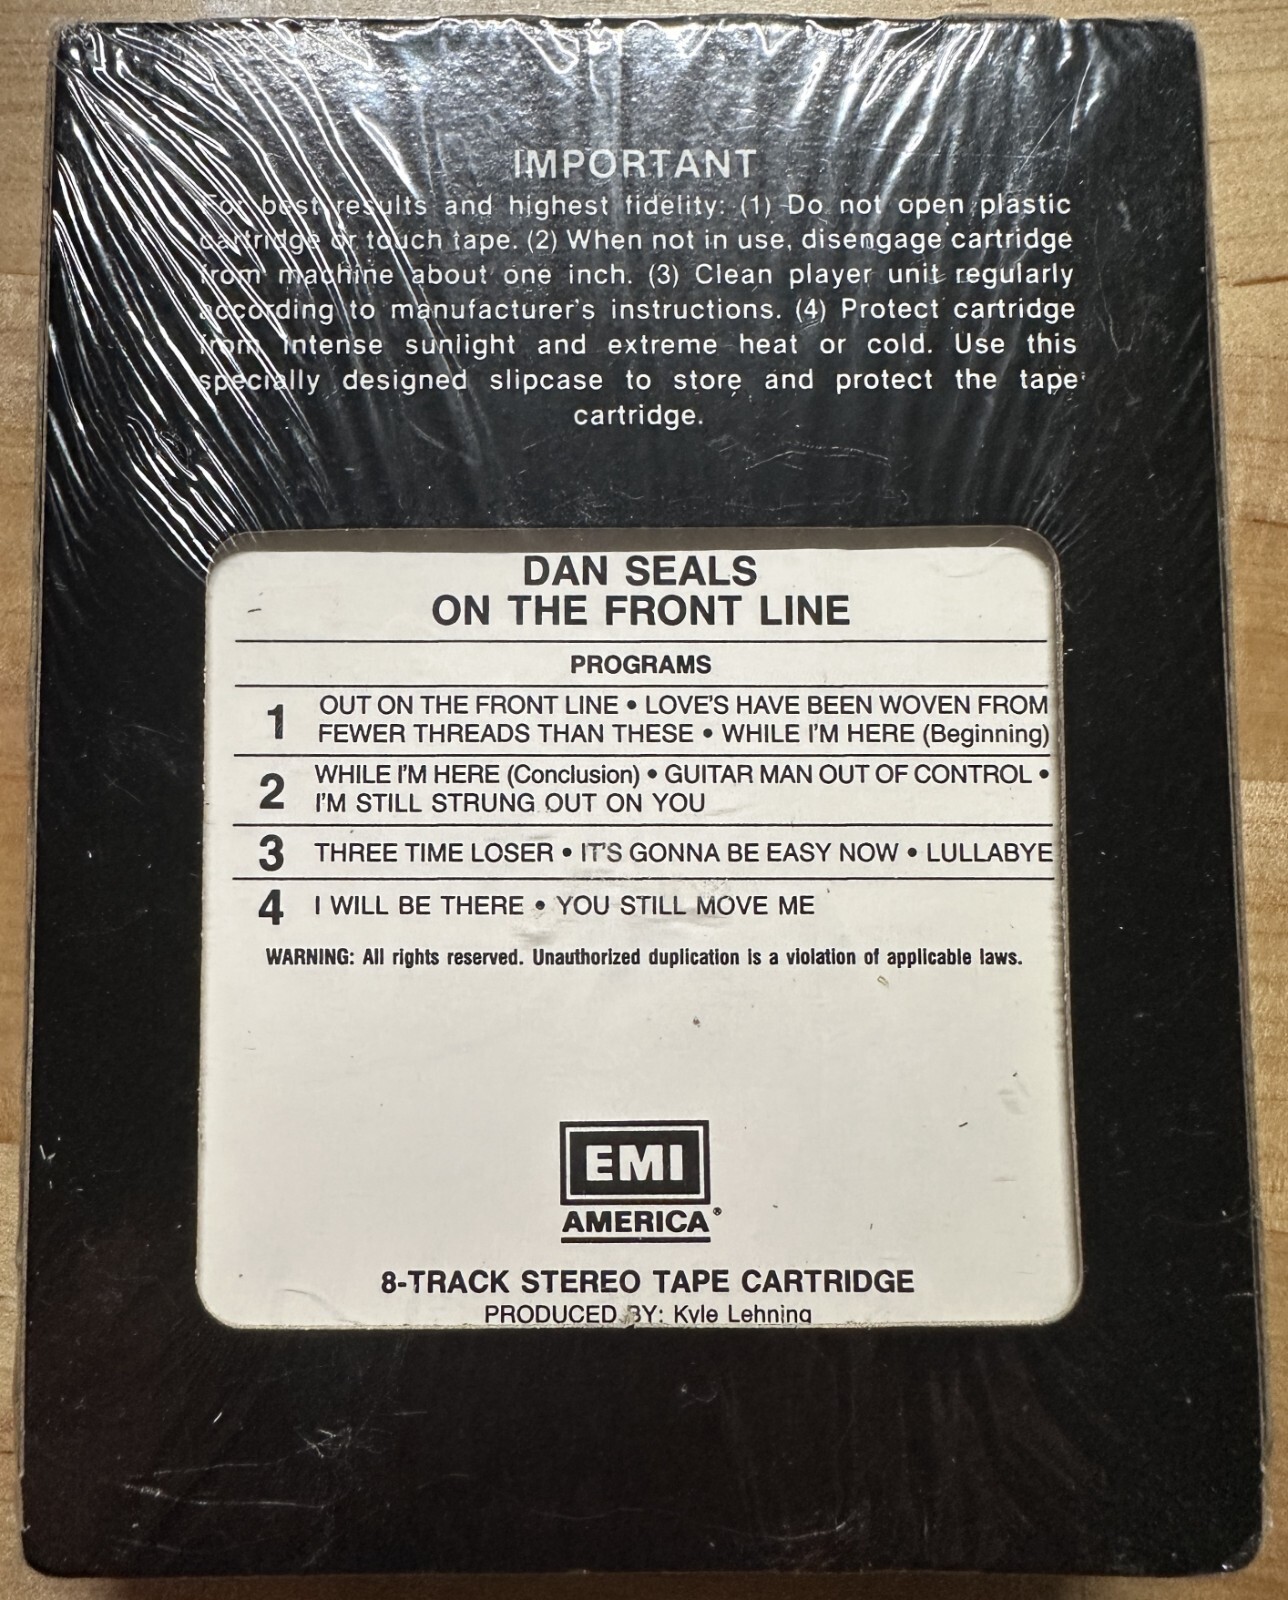 IMPORTANT
For best results and highest fidelity: (1) Do not open plastic
cartridge or touch tape. (2) When not in use, disengage cartridge
from machine about one inch. (3) Clean player unit regularly
according to manufacturer's instructions. (4) Protect cartridge
from intense sunlight and extreme heat or cold. Use this
specially designed slipcase to store and protect the tape
cartridge.
DAN SEALS
ON THE FRONT LINE
PROGRAMS
1 OUT ON THE FRONT LINE • LOVE'S HAVE BEEN WOVEN FROM
FEWER THREADS THAN THESE • WHILE I'M HERE (Beginning)
2 WHILE I'M HERE (Conclusion) • GUITAR MAN OUT OF CONTROL •
I'M STILL STRUNG OUT ON YOU
3 THREE TIME LOSER • IT'S GONNA BE EASY NOW • LULLABYE
4 I WILL BE THERE • YOU STILL MOVE ME
WARNING: All rights reserved. Unauthorized duplication is a violation of applicable laws.
EMI
AMERICA®
8-TRACK STEREO TAPE CARTRIDGE
PRODUCED BY: Kyle Lehning